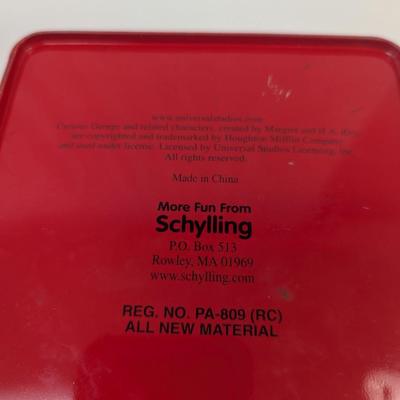 www.universalstudios.com
Curious George and related characters, created by Margret and H.A. Rey,
are copyrighted and trademarked by Houghton Mifflin Company
and used under license. Licensed by Universal Studios Licensing, Inc.
All rights reserved.
Made in China
More Fun From
Schylling
P.O. Box 513
Rowley, MA 01969
www.schylling.com
REG. NO. PA-809 (RC)
ALL NEW MATERIAL